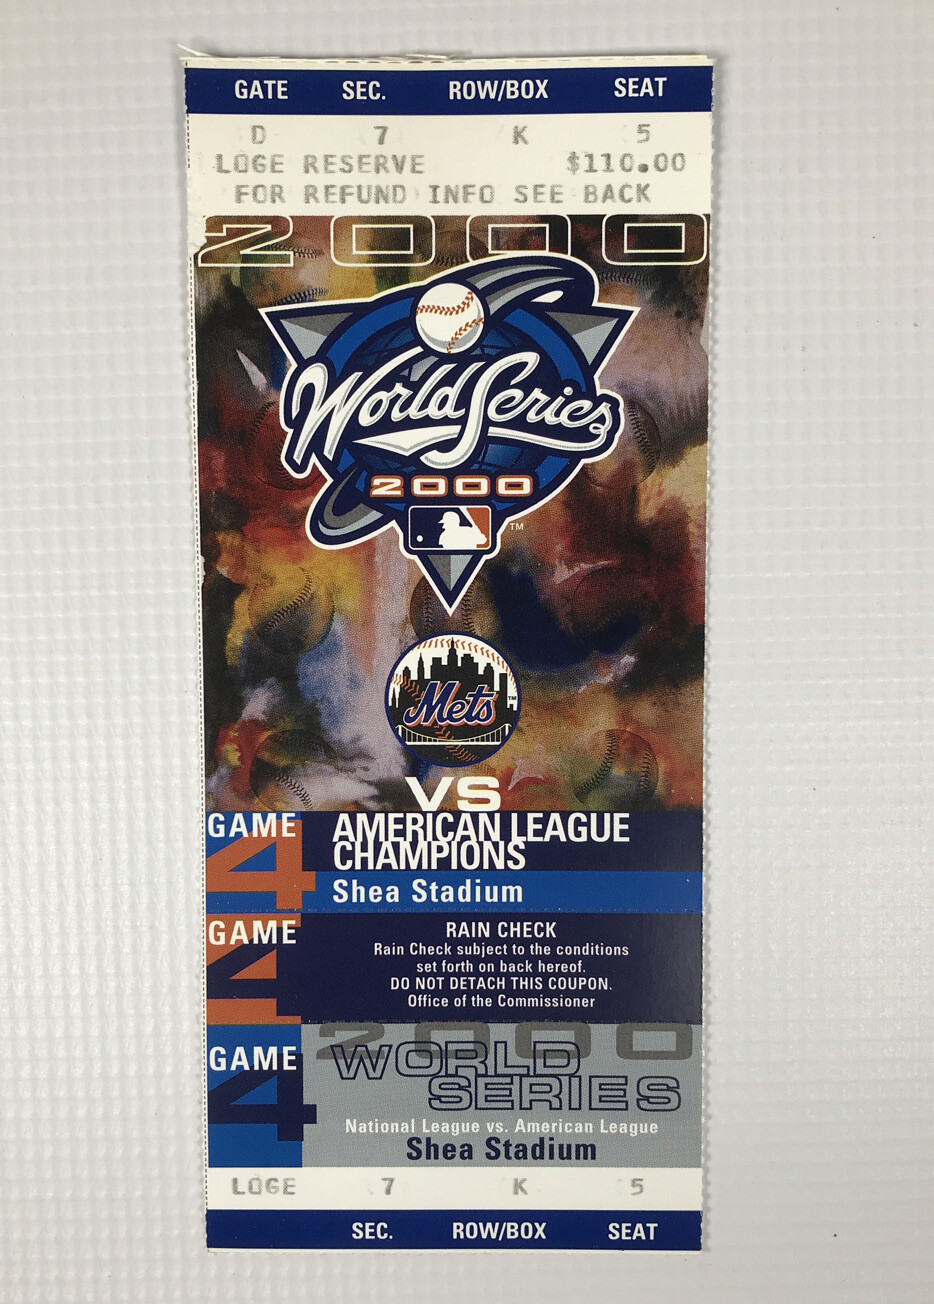 GATE SEC. ROW/BOX SEAT
D 7 K 5
LOGE RESERVE $110.00
FOR REFUND INFO SEE BACK
2000
World Series
2000
TM
Mets
TM
VS
GAME 4
AMERICAN LEAGUE
CHAMPIONS
Shea Stadium
GAME 4
RAIN CHECK
Rain Check subject to the conditions
set forth on back hereof.
DO NOT DETACH THIS COUPON.
Office of the Commissioner
GAME 4
2000
WORLD
SERIES
National League vs. American League
Shea Stadium
LOGE 7 K 5
SEC. ROW/BOX SEAT